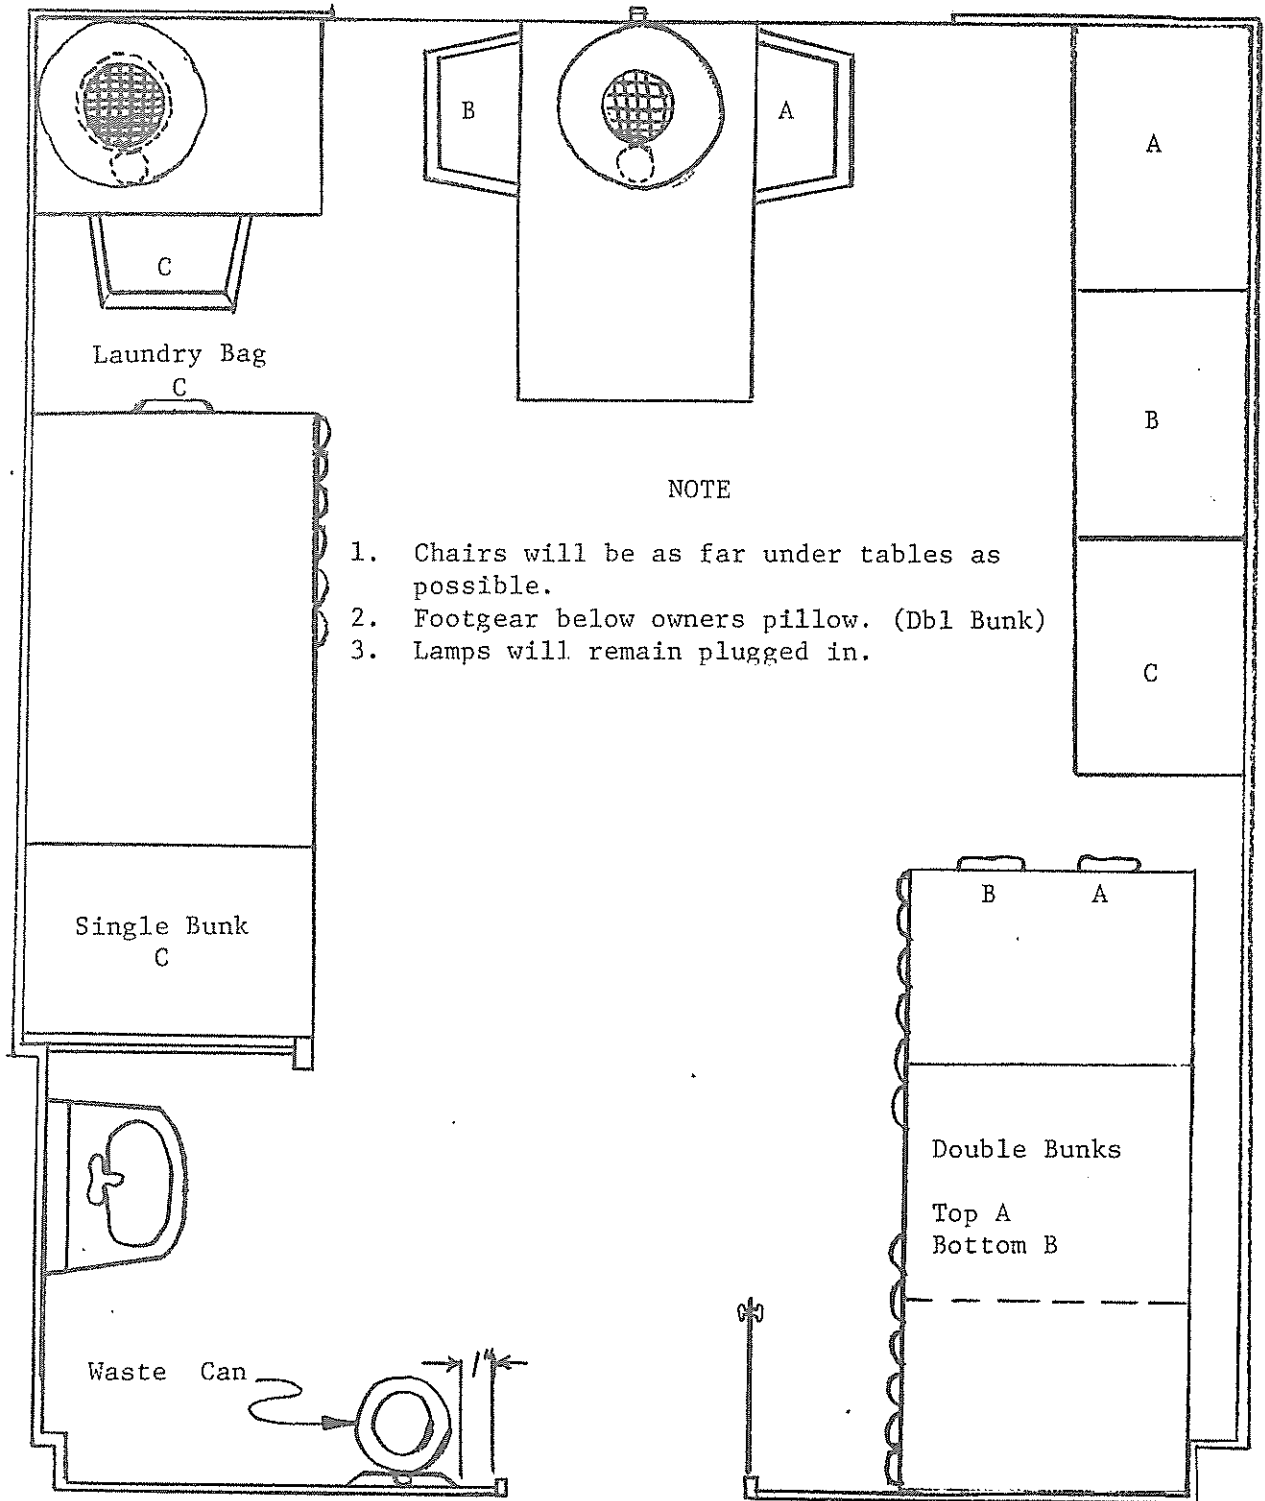 B
A
A
C
Laundry Bag
C
B
NOTE
1. Chairs will be as far under tables as
possible.
2. Footgear below owners pillow. (Dbl Bunk)
3. Lamps will remain plugged in.
C
B A
Single Bunk
C
Double Bunks
Top A
Bottom B
1"
Waste Can